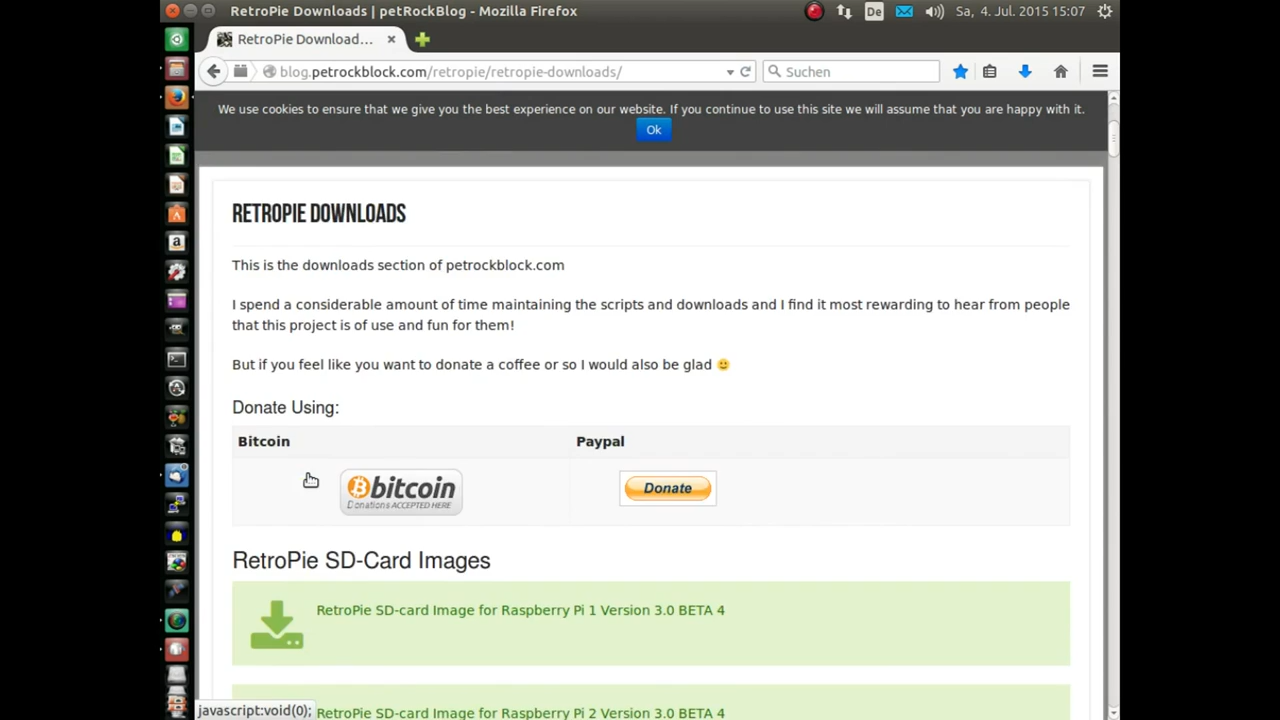 RetroPie Downloads | petRockBlog - Mozilla Firefox
De
Sa, 4. Jul. 2015 15:07
RetroPie Download...
blog.petrockblock.com/retropie/retropie-downloads/
Suchen
We use cookies to ensure that we give you the best experience on our website. If you continue to use this site we will assume that you are happy with it.
Ok
RETROPIE DOWNLOADS
This is the downloads section of petrockblock.com
I spend a considerable amount of time maintaining the scripts and downloads and I find it most rewarding to hear from people
that this project is of use and fun for them!
But if you feel like you want to donate a coffee or so I would also be glad
Donate Using:
Bitcoin
Paypal
bitcoin
Donations ACCEPTED HERE
Donate
RetroPie SD-Card Images
RetroPie SD-card Image for Raspberry Pi 1 Version 3.0 BETA 4
RetroPie SD-card Image for Raspberry Pi 2 Version 3.0 BETA 4
javascript:void(0);